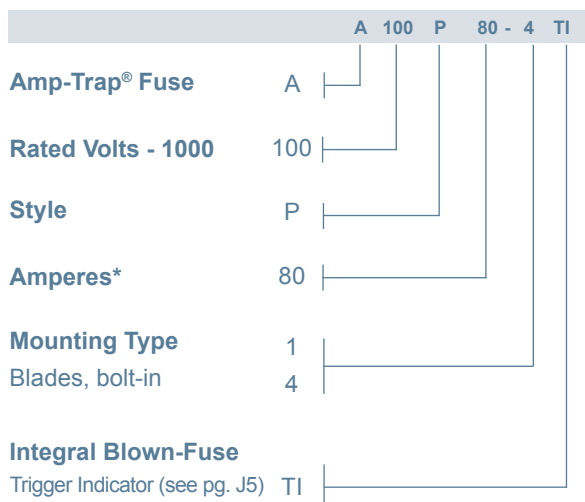 A 100 P 80 - 4 TI
Amp-Trap® Fuse A
Rated Volts - 1000 100
Style P
Amperes* 80
Mounting Type 1
Blades, bolt-in 4
Integral Blown-Fuse
Trigger Indicator (see pg. J5) TI